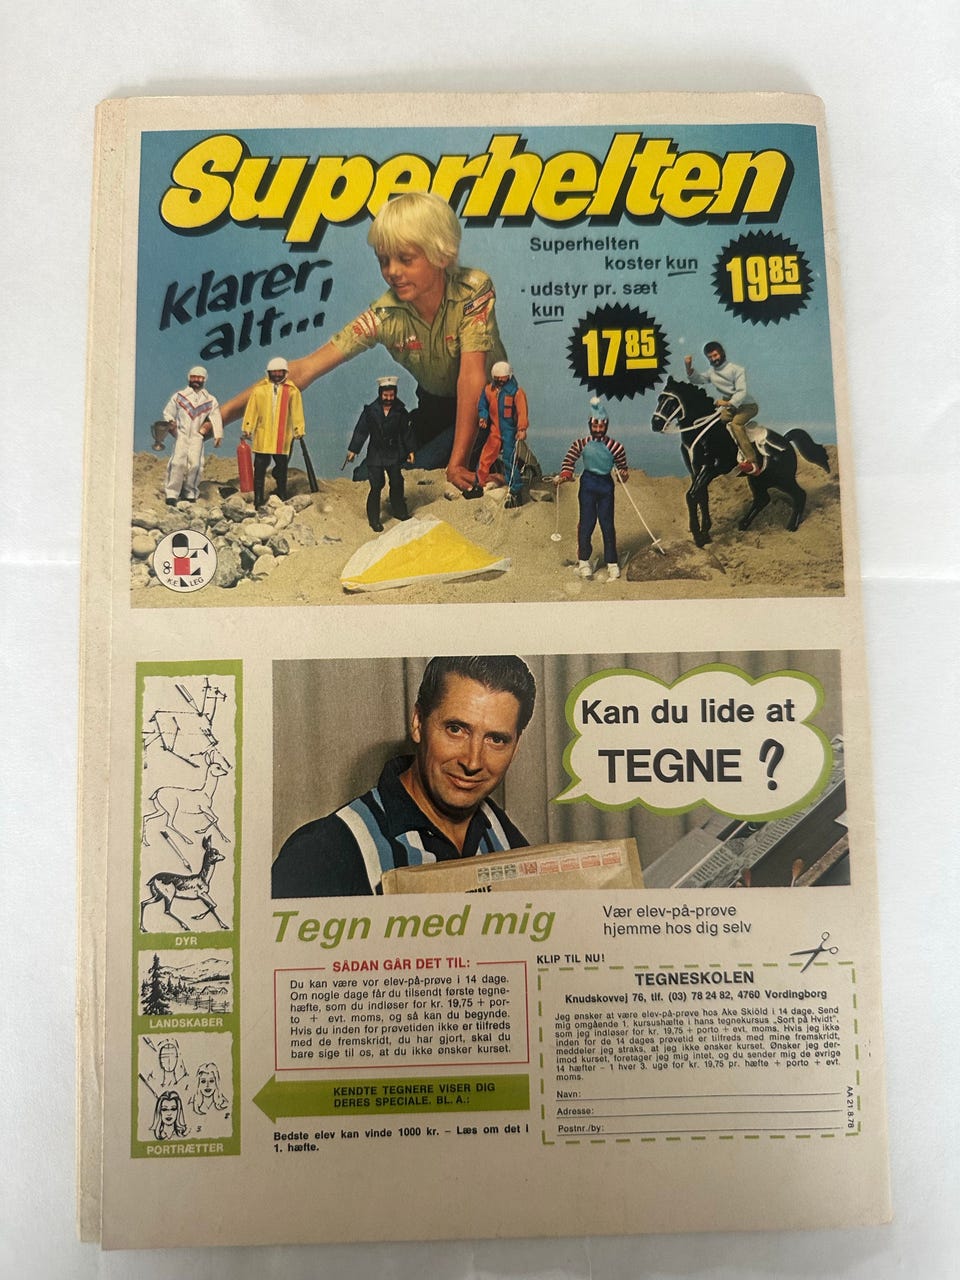 Superhelten
klarer,
alt...
Superhelten
koster kun
1985
- udstyr pr. sæt
kun
1785
K.E LEG
Kan du lide at
TEGNE ?
Tegn med mig
Vær elev-på-prøve
hjemme hos dig selv
DYR
LANDSKABER
2
3
PORTRÆTTER
SÅDAN GÅR DET TIL:
Du kan være vor elev-på-prøve i 14 dage.
Om nogle dage får du tilsendt første tegne-
hæfte, som du indløser for kr. 19,75 + por-
to + evt. moms, og så kan du begynde.
Hvis du inden for prøvetiden ikke er tilfreds
med de fremskridt, du har gjort, skal du
bare sige til os, at du ikke ønsker kurset.
KENDTE TEGNERE VISER DIG
DERES SPECIALE. BL. A.:
Bedste elev kan vinde 1000 kr. – Læs om det i
1. hæfte.
KLIP TIL NU!
TEGNESKOLEN
Knudskovvej 76, tlf. (03) 78 24 82, 4760 Vordingborg
Jeg ønsker at være elev-på-prøve hos Ake Skiöld i 14 dage. Send
mig omgående 1. kursushæfte i hans tegnekursus „Sort på Hvidt",
som jeg indløser for kr. 19,75 + porto + evt. moms. Hvis jeg ikke
inden for de 14 dages prøvetid er tilfreds med mine fremskridt,
meddeler jeg straks, at jeg ikke ønsker kurset. Ønsker jeg der-
imod kurset, foretager jeg mig intet, og du sender mig de øvrige
14 hæfter – 1 hver 3. uge for kr. 19,75 pr. hæfte + porto + evt.
moms.
Navn:
Adresse:
Postnr./by:
AA 21.8.78